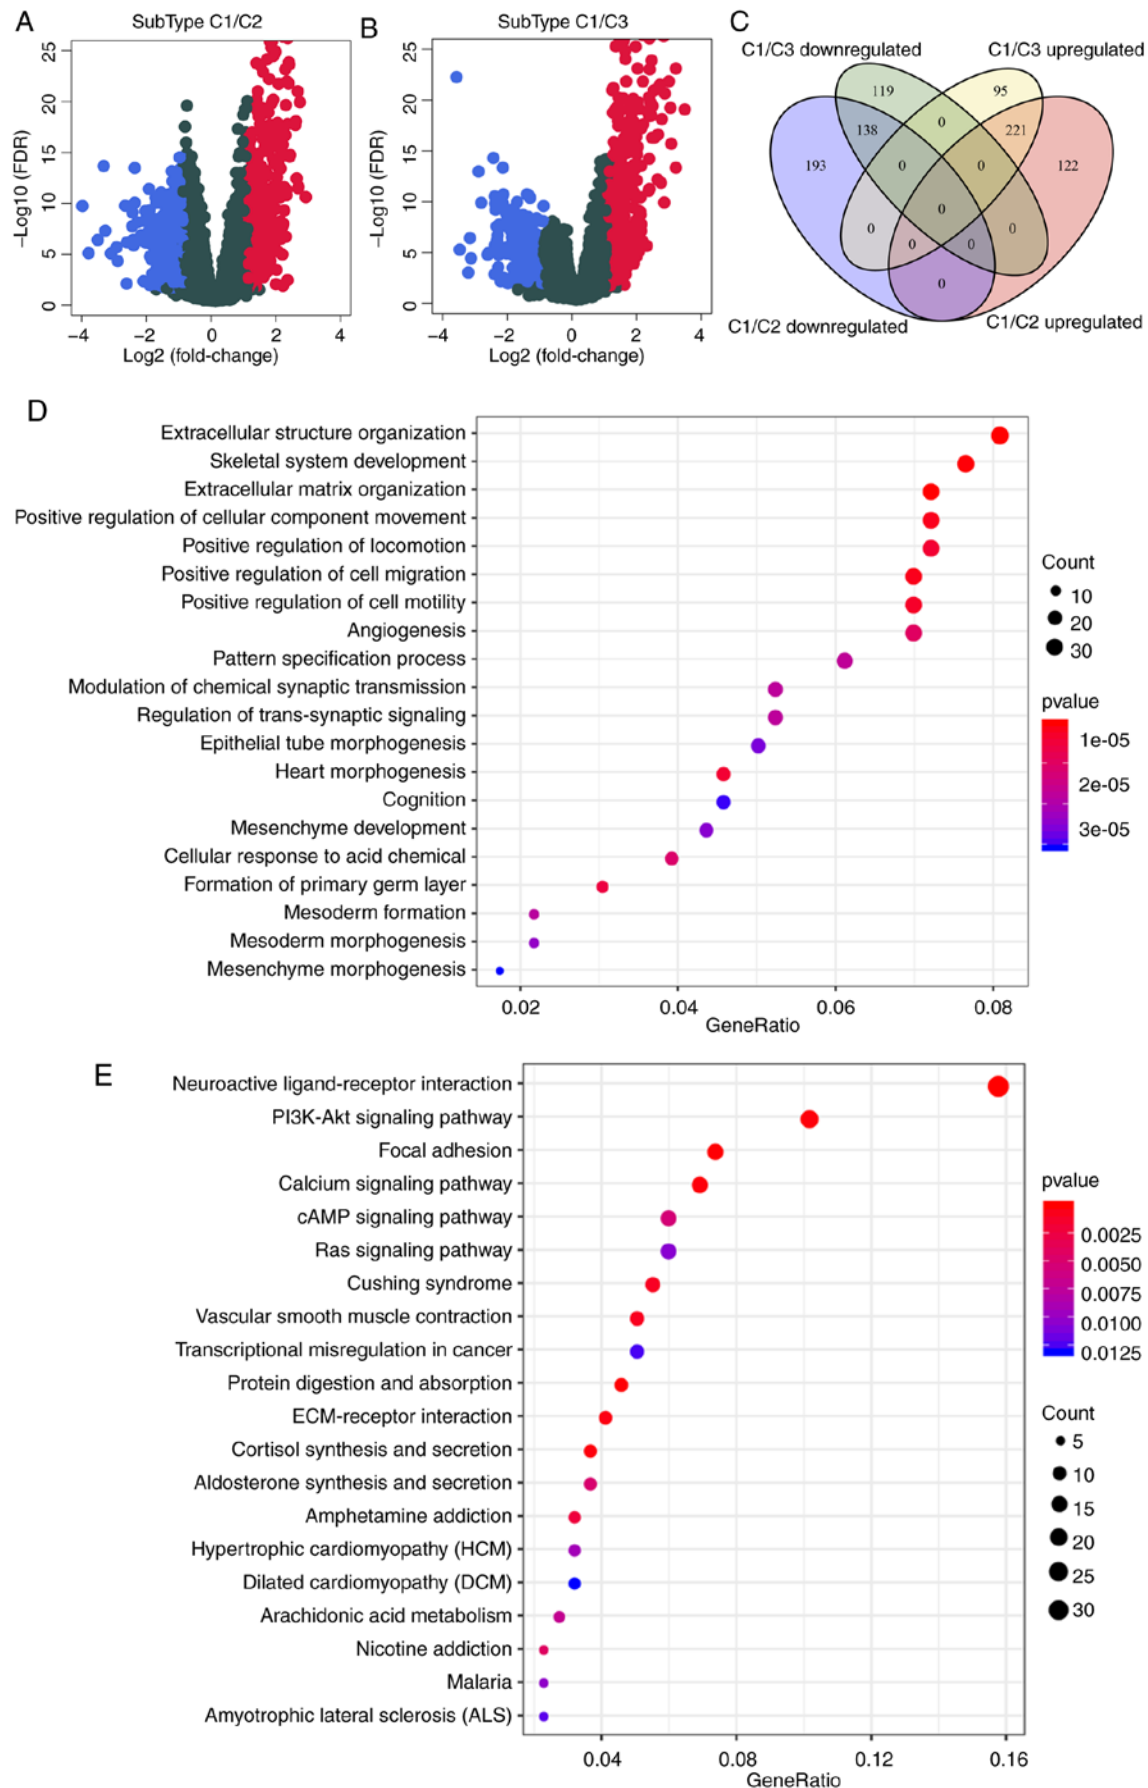 A
SubType C1/C2
25
20
15
10
5
0
−Log10 (FDR)
−4
−2
0
2
4
Log2 (fold-change)
B
SubType C1/C3
25
20
15
10
5
0
−Log10 (FDR)
−4
−2
0
2
4
Log2 (fold-change)
C
C1/C3 downregulated
C1/C3 upregulated
119
95
0
138
221
193
0
0
122
0
0
0
0
0
0
C1/C2 downregulated
C1/C2 upregulated
D
Extracellular structure organization
Skeletal system development
Extracellular matrix organization
Positive regulation of cellular component movement
Positive regulation of locomotion
Positive regulation of cell migration
Positive regulation of cell motility
Angiogenesis
Pattern specification process
Modulation of chemical synaptic transmission
Regulation of trans-synaptic signaling
Epithelial tube morphogenesis
Heart morphogenesis
Cognition
Mesenchyme development
Cellular response to acid chemical
Formation of primary germ layer
Mesoderm formation
Mesoderm morphogenesis
Mesenchyme morphogenesis
0.02
0.04
0.06
0.08
GeneRatio
Count
10
20
30
pvalue
1e-05
2e-05
3e-05
E
Neuroactive ligand-receptor interaction
PI3K-Akt signaling pathway
Focal adhesion
Calcium signaling pathway
cAMP signaling pathway
Ras signaling pathway
Cushing syndrome
Vascular smooth muscle contraction
Transcriptional misregulation in cancer
Protein digestion and absorption
ECM-receptor interaction
Cortisol synthesis and secretion
Aldosterone synthesis and secretion
Amphetamine addiction
Hypertrophic cardiomyopathy (HCM)
Dilated cardiomyopathy (DCM)
Arachidonic acid metabolism
Nicotine addiction
Malaria
Amyotrophic lateral sclerosis (ALS)
0.04
0.08
0.12
0.16
GeneRatio
pvalue
0.0025
0.0050
0.0075
0.0100
0.0125
Count
5
10
15
20
25
30